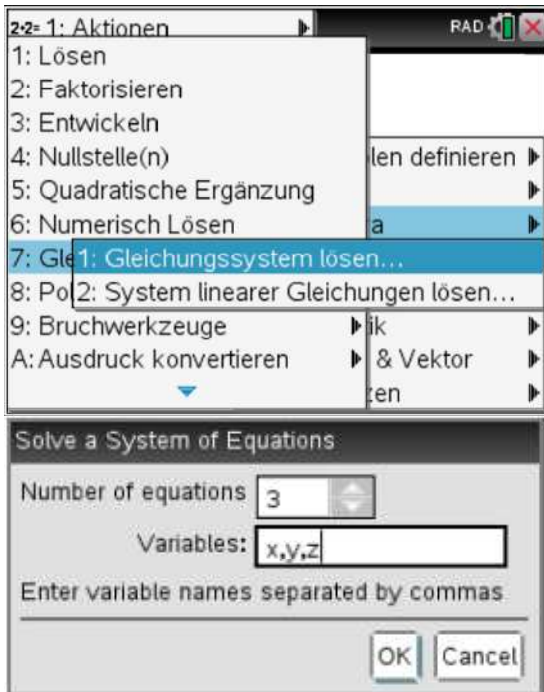 2∙2= 1: Aktionen
RAD
1: Lösen
2: Faktorisieren
3: Entwickeln
4: Nullstelle(n)
len definieren
5: Quadratische Ergänzung
6: Numerisch Lösen
a
7: Gle
1: Gleichungssystem lösen...
8: Pol
2: System linearer Gleichungen lösen...
9: Bruchwerkzeuge
ik
A: Ausdruck konvertieren
& Vektor
zen
Solve a System of Equations
Number of equations 3
Variables: x,y,z
Enter variable names separated by commas
OK Cancel